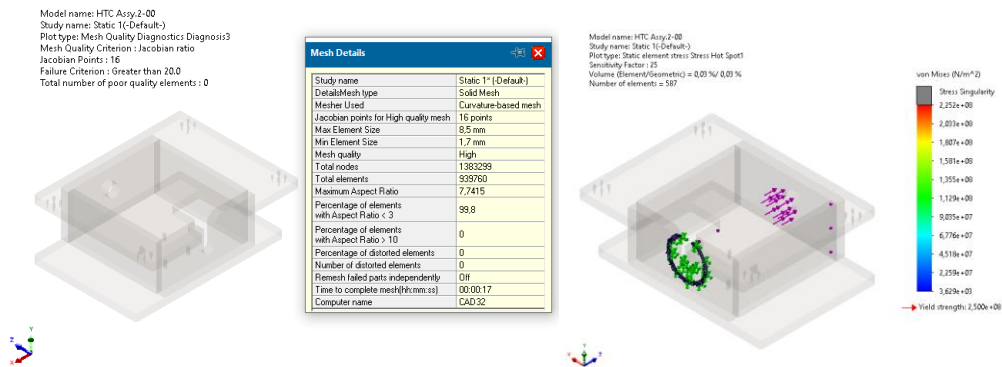 Model name: HTC Assy.2-00
Study name: Static 1(-Default-)
Plot type: Mesh Quality Diagnostics Diagnosis3
Mesh Quality Criterion : Jacobian ratio
Jacobian Points : 16
Failure Criterion : Greater than 20.0
Total number of poor quality elements : 0
Mesh Details
Study name Static 1* (-Default-)
DetailsMesh type Solid Mesh
Mesher Used Curvature-based mesh
Jacobian points for High quality mesh 16 points
Max Element Size 8,5 mm
Min Element Size 1,7 mm
Mesh quality High
Total nodes 1383299
Total elements 939760
Maximum Aspect Ratio 7,7415
Percentage of elements
with Aspect Ratio < 3 99,8
Percentage of elements
with Aspect Ratio > 10 0
Percentage of distorted elements 0
Number of distorted elements 0
Remesh failed parts independently Off
Time to complete mesh(hh:mm:ss) 00:00:17
Computer name CAD32
Model name: HTC Assy.2-00
Study name: Static 1(-Default-)
Plot type: Static element stress Stress Hot Spot1
Sensitivity Factor : 25
Volume (Element/Geometric) = 0,03 %/ 0,03 %
Number of elements = 587
von Mises (N/m^2)
Stress Singularity
2,252e+08
2,033e+08
1,807e+08
1,581e+08
1,355e+08
1,129e+08
9,035e+07
6,776e+07
4,518e+07
2,259e+07
3,629e+03
Yield strength: 2,500e+08
Y
Z
X
Y
X
Z